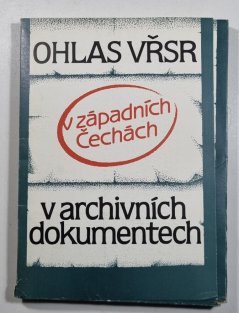 OHLAS VŘSR
v západních
Čechách
v archivních
dokumentech